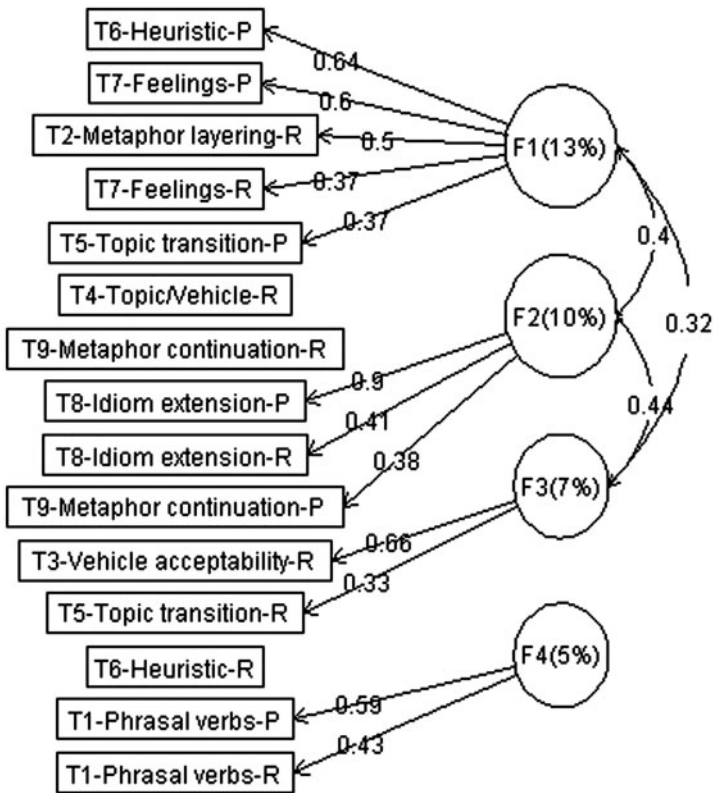 T6-Heuristic-P
0.64
T7-Feelings-P
0.6
T2-Metaphor layering-R
0.5
F1(13%)
T7-Feelings-R
0.37
T5-Topic transition-P
0.37
0.4
T4-Topic/Vehicle-R
F2(10%)
0.32
T9-Metaphor continuation-R
0.9
T8-Idiom extension-P
0.41
0.44
T8-Idiom extension-R
0.38
F3(7%)
T9-Metaphor continuation-P
0.66
T3-Vehicle acceptability-R
0.33
T5-Topic transition-R
F4(5%)
T6-Heuristic-R
0.59
T1-Phrasal verbs-P
0.43
T1-Phrasal verbs-R